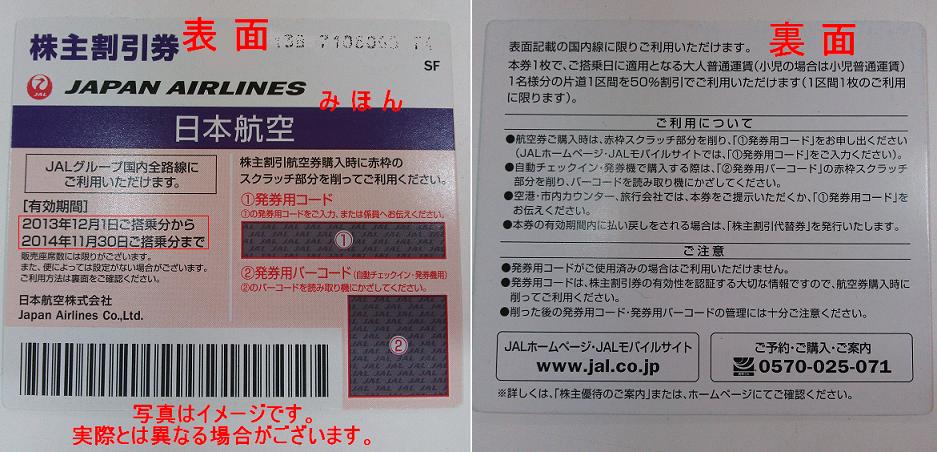 表面
株主割引券
SF
JAL
JAPAN AIRLINES
みほん
日本航空
JALグループ国内全路線に
ご利用いただけます。
[有効期間]
2013年12月1日ご搭乗分から
2014年11月30日ご搭乗分まで
販売座席数には限りがございます。
また、便によっては設定がない場合がございます。
ご利用方法は裏面をご確認ください。
日本航空株式会社
Japan Airlines Co.,Ltd.
株主割引航空券購入時に赤枠の
スクラッチ部分を削ってご利用ください。
①発券用コード
①の発券用コードをご入力、または係員へお伝えください。
①
②発券用バーコード(自動チェックイン・発券機用)
②のバーコードを読み取り機にかざしてください。
②
写真はイメージです。
実際とは異なる場合がございます。
裏面
表面記載の国内線に限りご利用いただけます。
本券1枚で、ご搭乗日に適用となる大人普通運賃(小児の場合は小児普通運賃)
1名様分の片道1区間を50%割引でご利用いただけます(1区間1枚のご利用
に限ります)。
ご利用について
●航空券ご購入時は、赤枠スクラッチ部分を削り、「①発券用コード」をお申し出ください
(JALホームページ・JALモバイルサイトでは、「①発券用コード」をご入力ください)。
●自動チェックイン・発券機で購入する際は、「②発券用バーコード」の赤枠スクラッチ
部分を削り、バーコードを読み取り機にかざしてください。
●空港・市内カウンター、旅行会社では、本券をご提示いただくか、「①発券用コード」を
お伝えください。
●本券の有効期間内に払い戻しをされる場合は、「株主割引代替券」を発行いたします。
ご注意
●発券用コードがご使用済みの場合はご利用いただけません。
●発券用コードは、株主割引券の有効性を認証する大切な情報ですので、航空券購入時に
削ってご利用ください。
●削った後の発券用コード・発券用バーコードの管理には十分ご注意ください。
JALホームページ・JALモバイルサイト
www.jal.co.jp
ご予約・ご購入・ご案内
0570-025-071
※詳しくは、「株主優待のご案内」または、ホームページにてご確認ください。